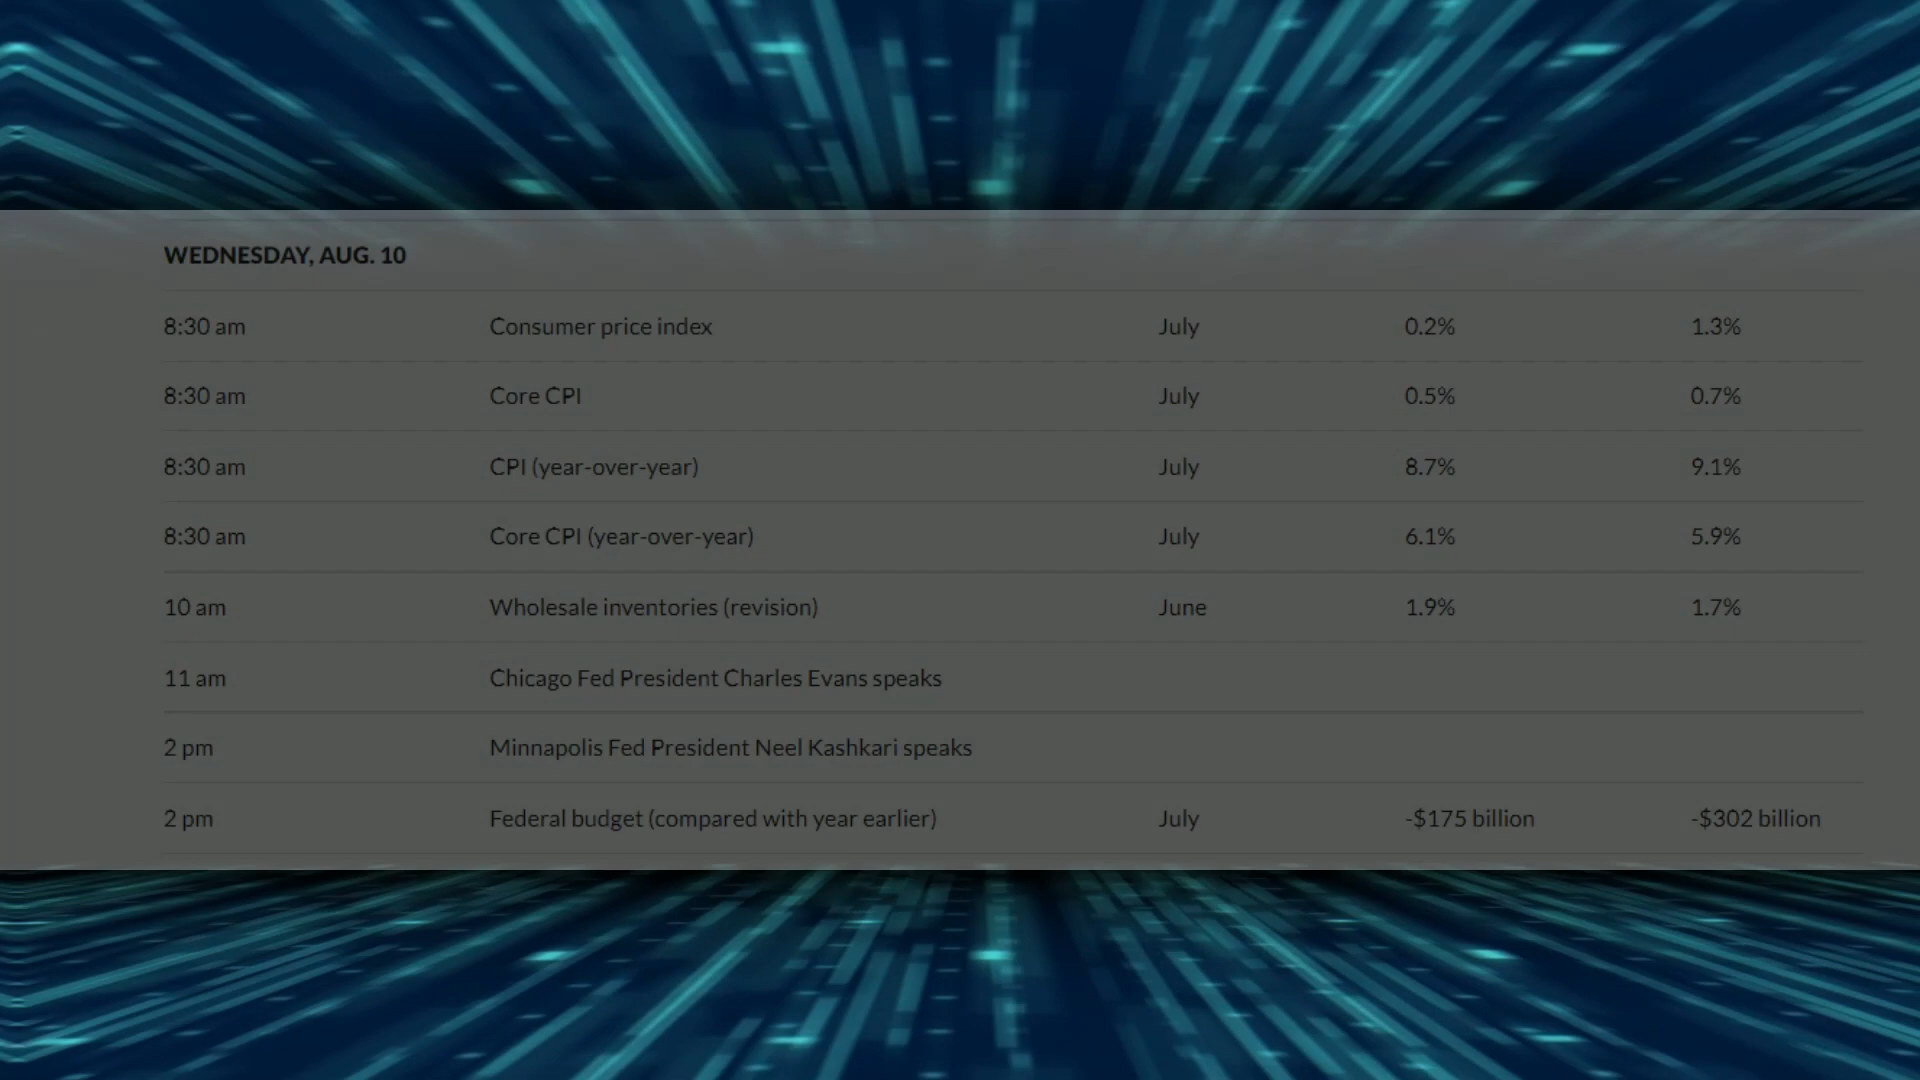 WEDNESDAY, AUG. 10
8:30 am Consumer price index July 0.2% 1.3%
8:30 am Core CPI July 0.5% 0.7%
8:30 am CPI (year-over-year) July 8.7% 9.1%
8:30 am Core CPI (year-over-year) July 6.1% 5.9%
10 am Wholesale inventories (revision) June 1.9% 1.7%
11 am Chicago Fed President Charles Evans speaks
2 pm Minnapolis Fed President Neel Kashkari speaks
2 pm Federal budget (compared with year earlier) July -$175 billion -$302 billion